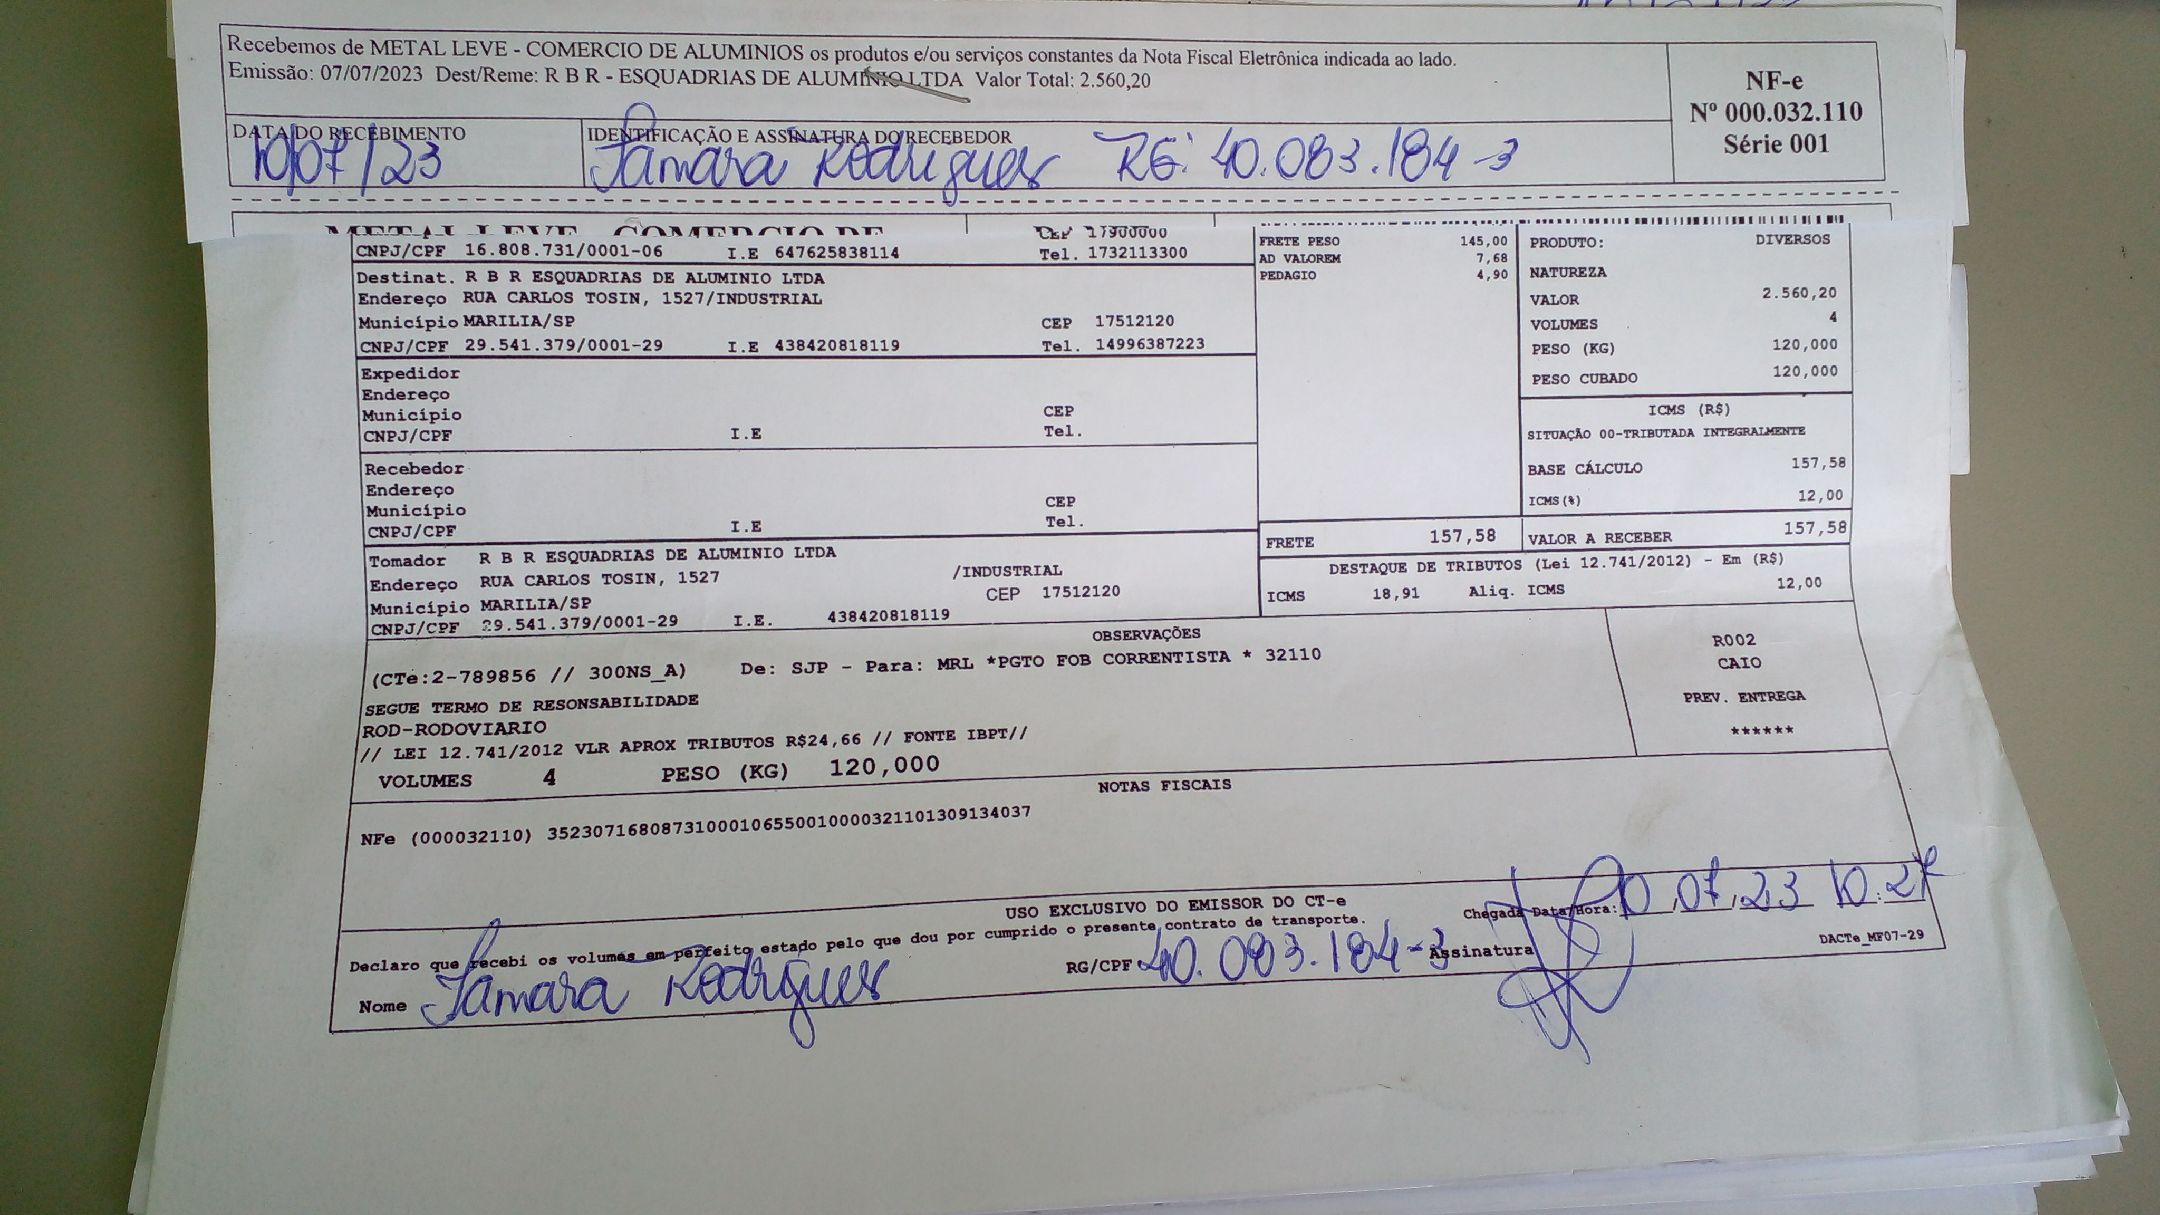 Recebemos de METAL LEVE - COMERCIO DE ALUMINIOS os produtos e/ou serviços constantes da Nota Fiscal Eletrônica indicada ao lado.
Emissão: 07/07/2023 Dest/Reme: R B R - ESQUADRIAS DE ALUMINIO LTDA Valor Total: 2.560,20
NF-e
Nº 000.032.110
Série 001
DATA DO RECEBIMENTO
10/07/23
IDENTIFICAÇÃO E ASSINATURA DO RECEBEDOR
Tamara Rodrigues RG: 40.083.184-3
METAL LEVE - COMERCIO DE
CEP 17900000
CNPJ/CPF 16.808.731/0001-06 I.E 647625838114 Tel. 1732113300
Destinat. R B R ESQUADRIAS DE ALUMINIO LTDA
Endereço RUA CARLOS TOSIN, 1527/INDUSTRIAL
Município MARILIA/SP CEP 17512120
CNPJ/CPF 29.541.379/0001-29 I.E 438420818119 Tel. 14996387223
Expedidor
Endereço
Município CEP
CNPJ/CPF I.E Tel.
Recebedor
Endereço
Município CEP
CNPJ/CPF I.E Tel.
Tomador R B R ESQUADRIAS DE ALUMINIO LTDA
Endereço RUA CARLOS TOSIN, 1527 /INDUSTRIAL
Município MARILIA/SP CEP 17512120
CNPJ/CPF 29.541.379/0001-29 I.E. 438420818119
FRETE PESO 145,00
AD VALOREM 7,68
PEDAGIO 4,90
PRODUTO: DIVERSOS
NATUREZA
VALOR 2.560,20
VOLUMES 4
PESO (KG) 120,000
PESO CUBADO 120,000
ICMS (R$)
SITUAÇÃO 00-TRIBUTADA INTEGRALMENTE
BASE CÁLCULO 157,58
ICMS(%) 12,00
FRETE 157,58 VALOR A RECEBER 157,58
DESTAQUE DE TRIBUTOS (Lei 12.741/2012) - Em (R$)
ICMS 18,91 Aliq. ICMS 12,00
OBSERVAÇÕES
(CTe:2-789856 // 300NS_A) De: SJP - Para: MRL *PGTO FOB CORRENTISTA * 32110
SEGUE TERMO DE RESONSABILIDADE
ROD-RODOVIARIO
// LEI 12.741/2012 VLR APROX TRIBUTOS R$24,66 // FONTE IBPT//
VOLUMES 4 PESO (KG) 120,000
R002
CAIO
PREV. ENTREGA
******
NOTAS FISCAIS
NFe (000032110) 35230716808731000106550010000321101309134037
USO EXCLUSIVO DO EMISSOR DO CT-e
Declaro que recebi os volumes em perfeito estado pelo que dou por cumprido o presente contrato de transporte.
Chegada Data/Hora: 10.07.23 10:27
Nome Tamara Rodrigues RG/CPF 40.083.184-3 Assinatura
DACTe_MF07-29